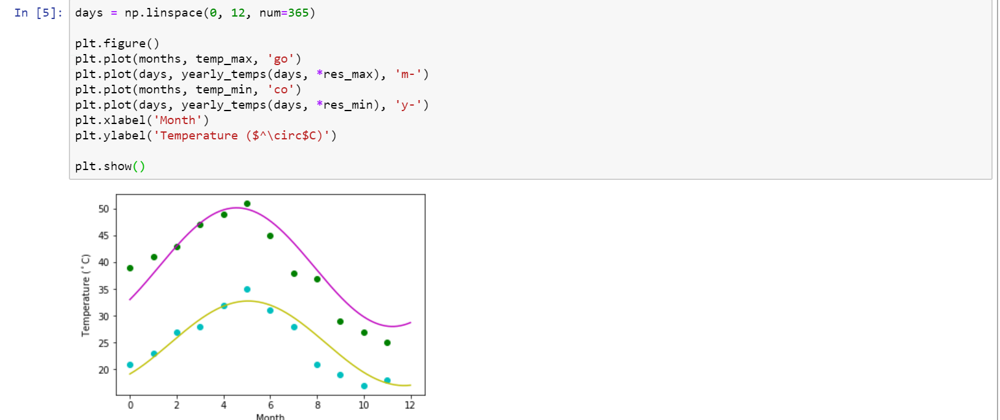 In [5]: days = np.linspace(0, 12, num=365)
plt.figure()
plt.plot(months, temp_max, 'go')
plt.plot(days, yearly_temps(days, *res_max), 'm-')
plt.plot(months, temp_min, 'co')
plt.plot(days, yearly_temps(days, *res_min), 'y-')
plt.xlabel('Month')
plt.ylabel('Temperature ($^\circ$C)')
plt.show()
Temperature (°C)
50
45
40
35
30
25
20
0 2 4 6 8 10 12
Month